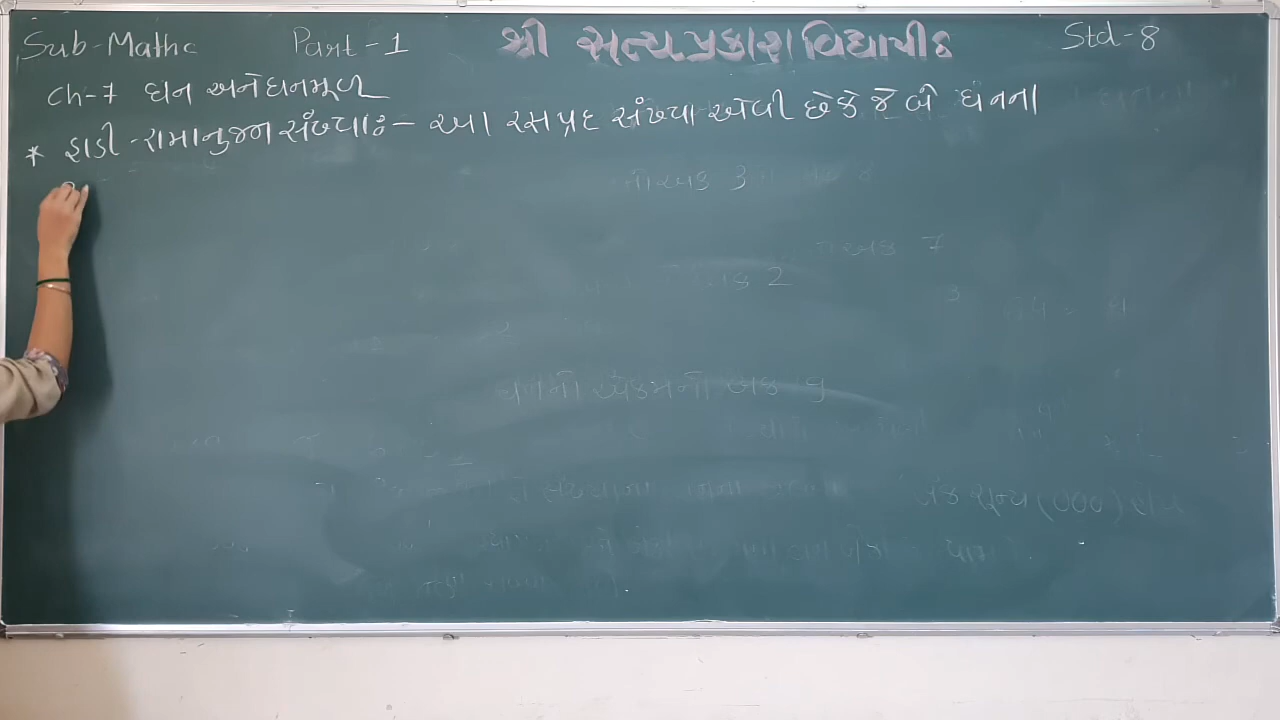 Sub-Maths Part-1 શ્રી સત્યપ્રકાશ વિદ્યાપીઠ Std-8
Ch-7 ઘન અને ઘનમૂળ
* હાર્ડી -રામાનુજન સંખ્યાઃ- આ રસપ્રદ સંખ્યા એવી છે કે જે બે ઘનના